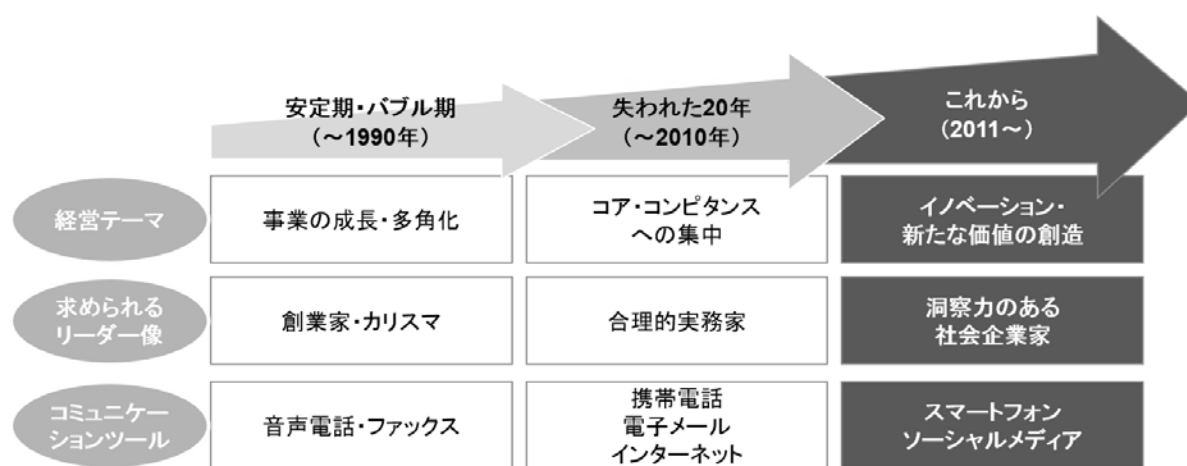 安定期・バブル期
(～1990年)
失われた20年
(～2010年)
これから
(2011～)
経営テーマ
事業の成長・多角化
コア・コンピタンス
への集中
イノベーション・
新たな価値の創造
求められる
リーダー像
創業家・カリスマ
合理的実務家
洞察力のある
社会企業家
コミュニケー
ションツール
音声電話・ファックス
携帯電話
電子メール
インターネット
スマートフォン
ソーシャルメディア